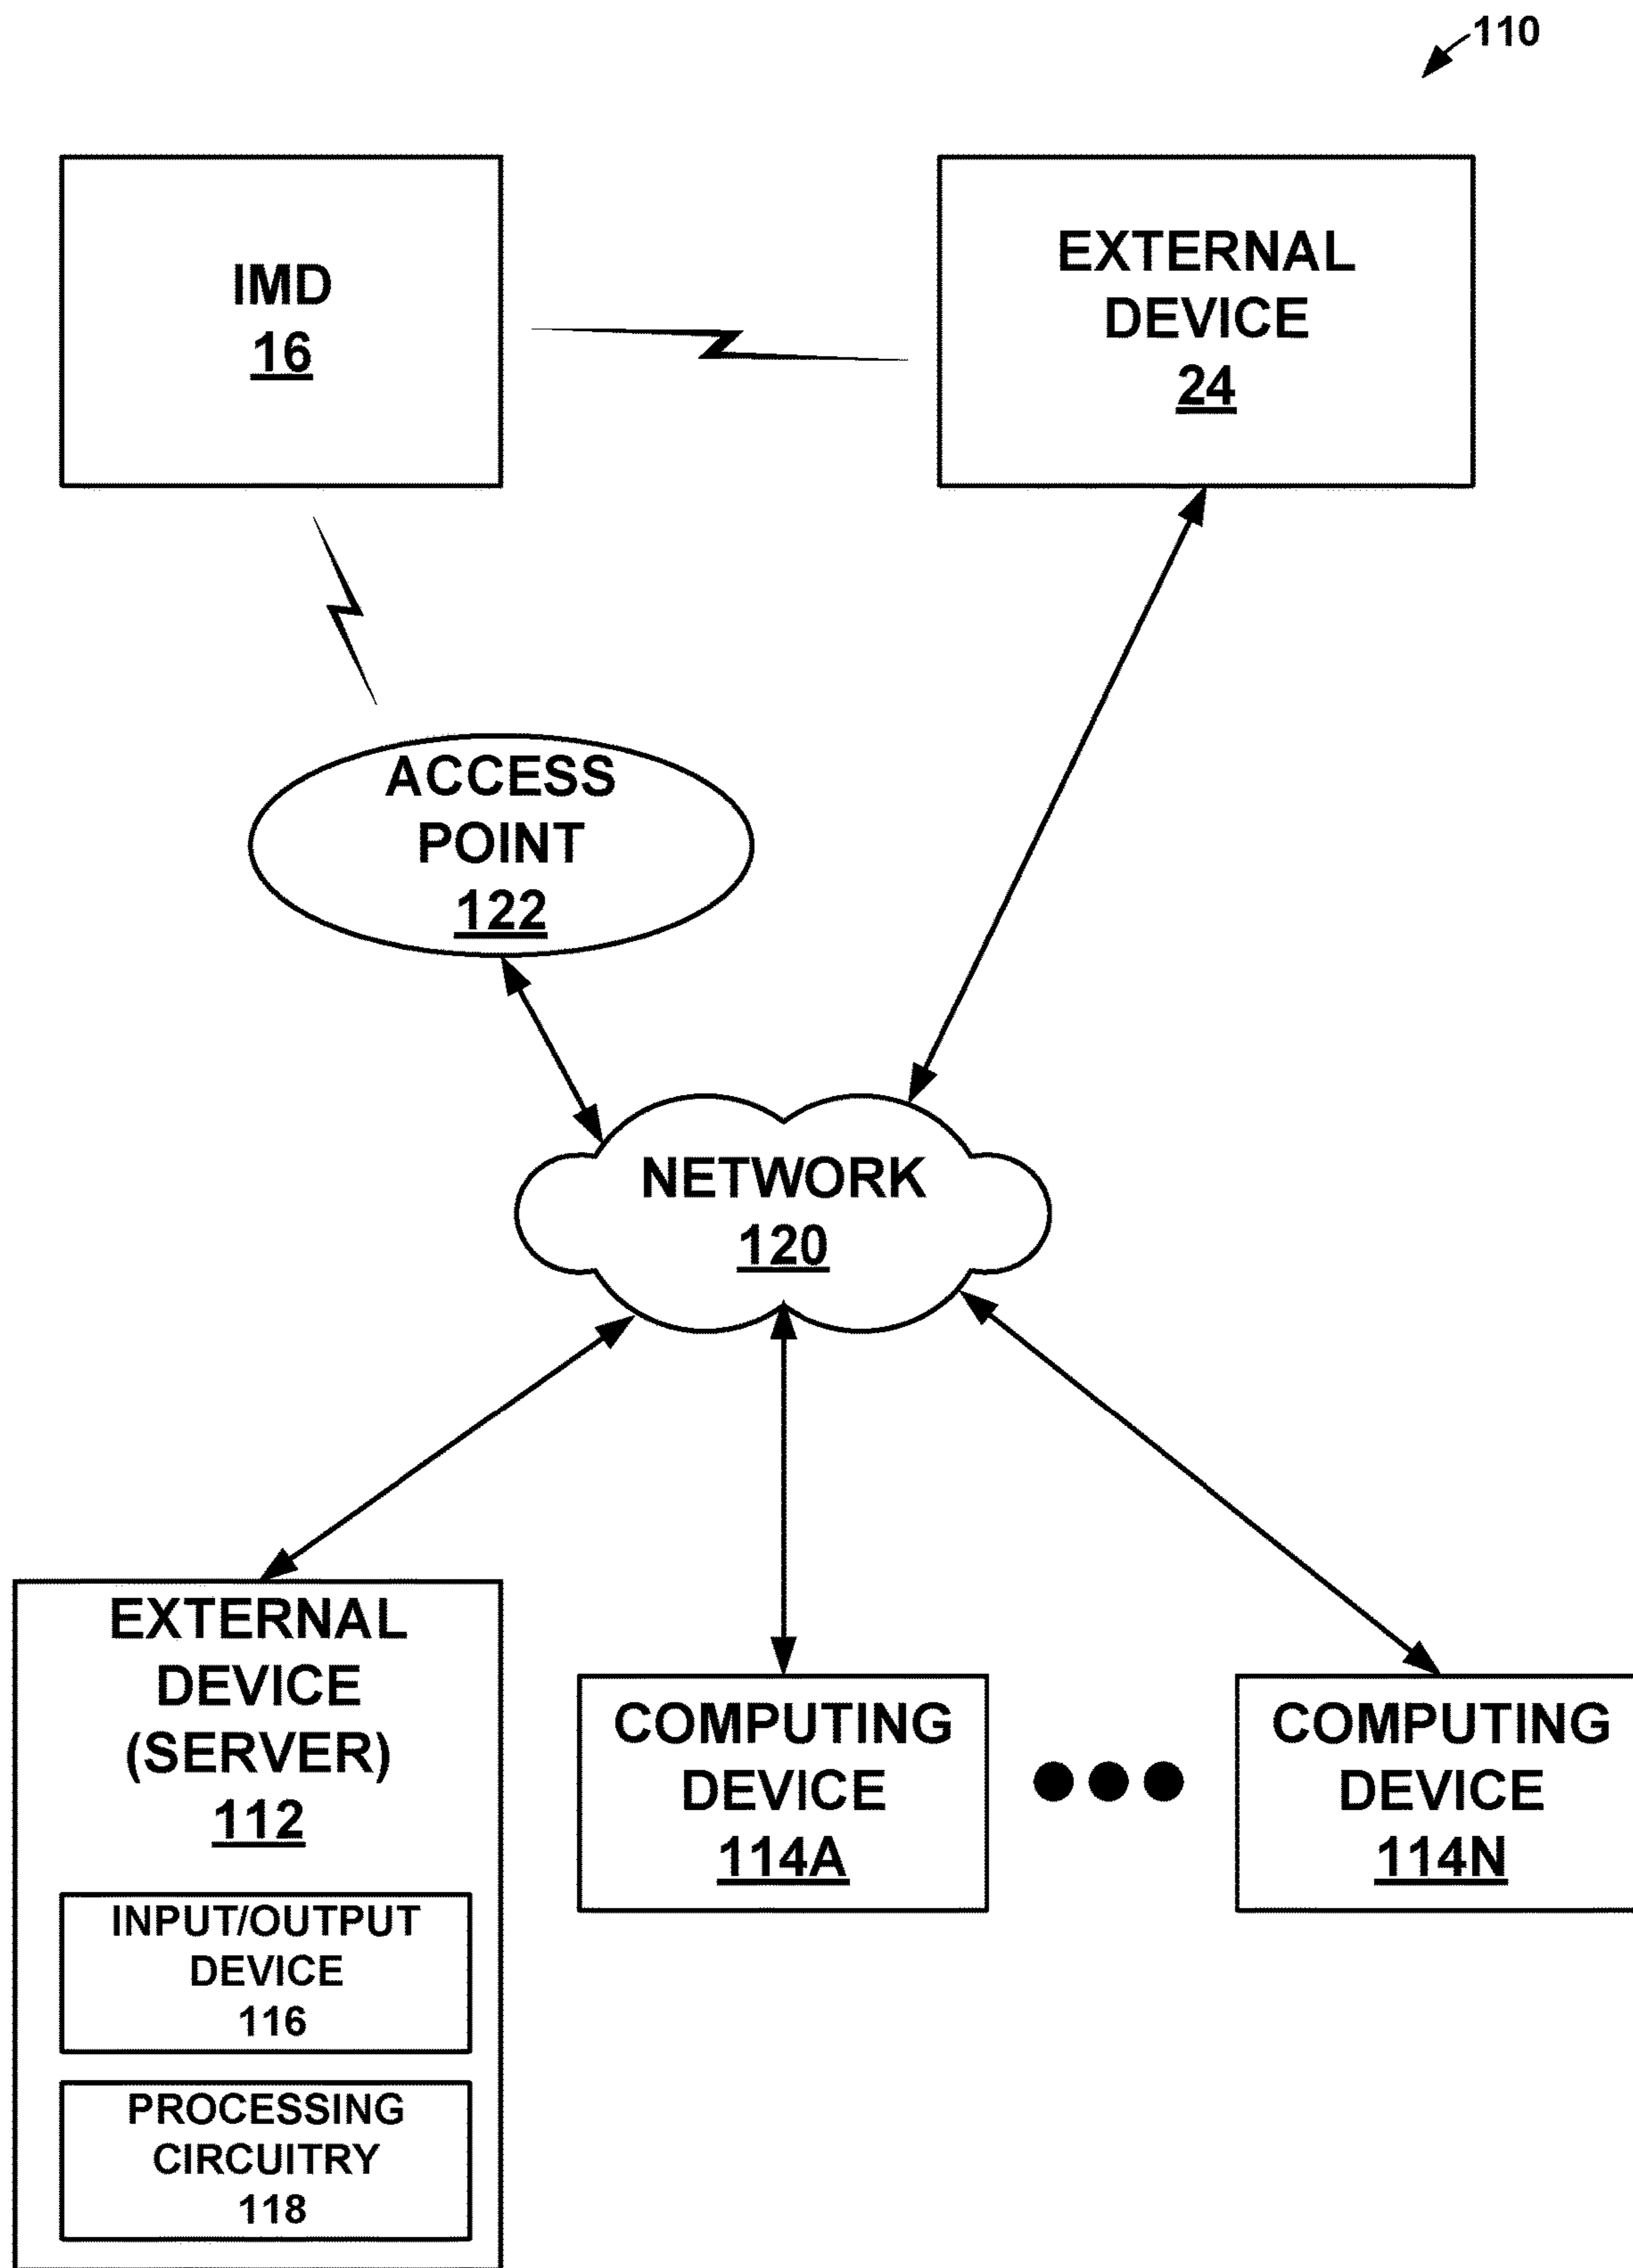 110
IMD
16
EXTERNAL
DEVICE
24
ACCESS
POINT
122
NETWORK
120
EXTERNAL
DEVICE
(SERVER)
112
INPUT/OUTPUT
DEVICE
116
PROCESSING
CIRCUITRY
118
COMPUTING
DEVICE
114A
COMPUTING
DEVICE
114N